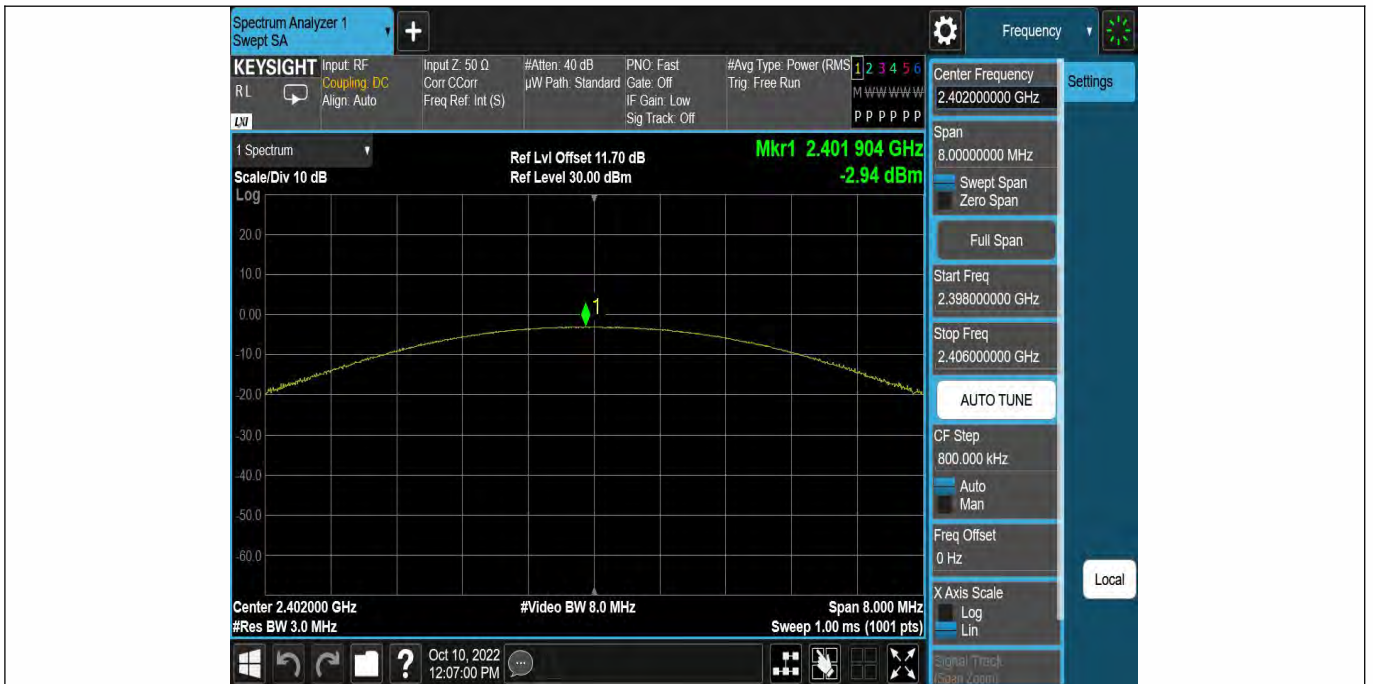 Spectrum Analyzer 1
Swept SA
+
Frequency
KEYSIGHT
RL
LXI
Input: RF
Coupling: DC
Align: Auto
Input Z: 50 Ω
Corr CCorr
Freq Ref: Int (S)
#Atten: 40 dB
µW Path: Standard
PNO: Fast
Gate: Off
IF Gain: Low
Sig Track: Off
#Avg Type: Power (RMS
Trig: Free Run
1 2 3 4 5 6
M W W W W W
P P P P P P
1 Spectrum
Scale/Div 10 dB
Ref Lvl Offset 11.70 dB
Ref Level 30.00 dBm
Mkr1 2.401 904 GHz
-2.94 dBm
Log
20.0
10.0
0.00
-10.0
-20.0
-30.0
-40.0
-50.0
-60.0
1
Center 2.402000 GHz
#Res BW 3.0 MHz
#Video BW 8.0 MHz
Span 8.000 MHz
Sweep 1.00 ms (1001 pts)
?
Oct 10, 2022
12:07:00 PM
Center Frequency
2.402000000 GHz
Span
8.00000000 MHz
Swept Span
Zero Span
Full Span
Start Freq
2.398000000 GHz
Stop Freq
2.406000000 GHz
AUTO TUNE
CF Step
800.000 kHz
Auto
Man
Freq Offset
0 Hz
X Axis Scale
Log
Lin
Signal Track
(Span Zoom)
Settings
Local